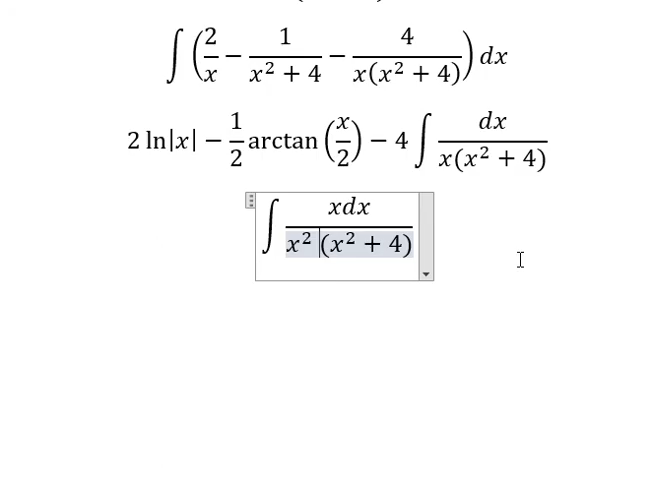 ∫ (2/x − 1/(x² + 4) − 4/(x(x² + 4))) dx
2 ln|x| − 1/2 arctan (x/2) − 4 ∫ dx/(x(x² + 4))
∫ xdx/(x² (x² + 4))